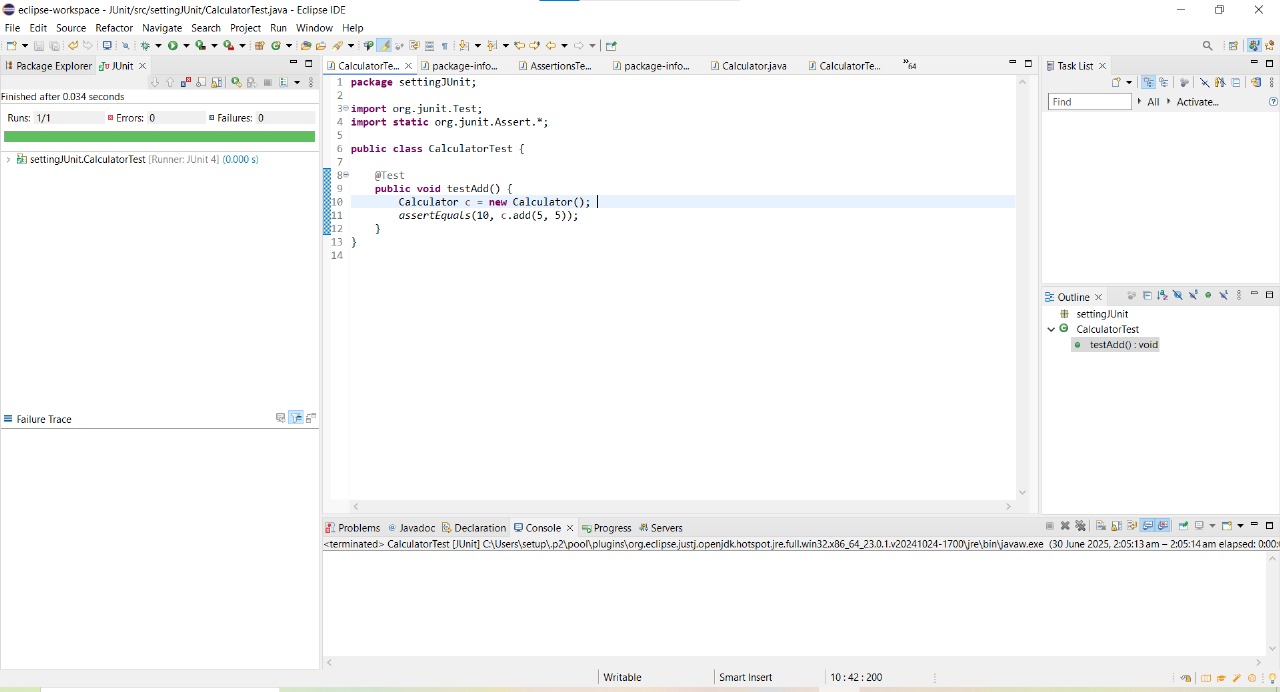 eclipse-workspace - JUnit/src/settingJUnit/CalculatorTest.java - Eclipse IDE
File Edit Source Refactor Navigate Search Project Run Window Help
Package Explorer JUnit
Finished after 0.034 seconds
Runs: 1/1 Errors: 0 Failures: 0
settingJUnit.CalculatorTest [Runner: JUnit 4] (0.000 s)
Failure Trace
CalculatorTe... package-info... AssertionsTe... package-info... Calculator.java CalculatorTe... »64
1 package settingJUnit;
2
3 import org.junit.Test;
4 import static org.junit.Assert.*;
5
6 public class CalculatorTest {
7
8 @Test
9 public void testAdd() {
10 Calculator c = new Calculator();
11 assertEquals(10, c.add(5, 5));
12 }
13 }
14
Task List
Find All Activate...
Outline
settingJUnit
CalculatorTest
testAdd() : void
Problems Javadoc Declaration Console Progress Servers
<terminated> CalculatorTest [JUnit] C:\Users\setup\.p2\pool\plugins\org.eclipse.justj.openjdk.hotspot.jre.full.win32.x86_64_23.0.1.v20241024-1700\jre\bin\javaw.exe (30 June 2025, 2:05:13 am – 2:05:14 am elapsed: 0:00:
Writable Smart Insert 10 : 42 : 200